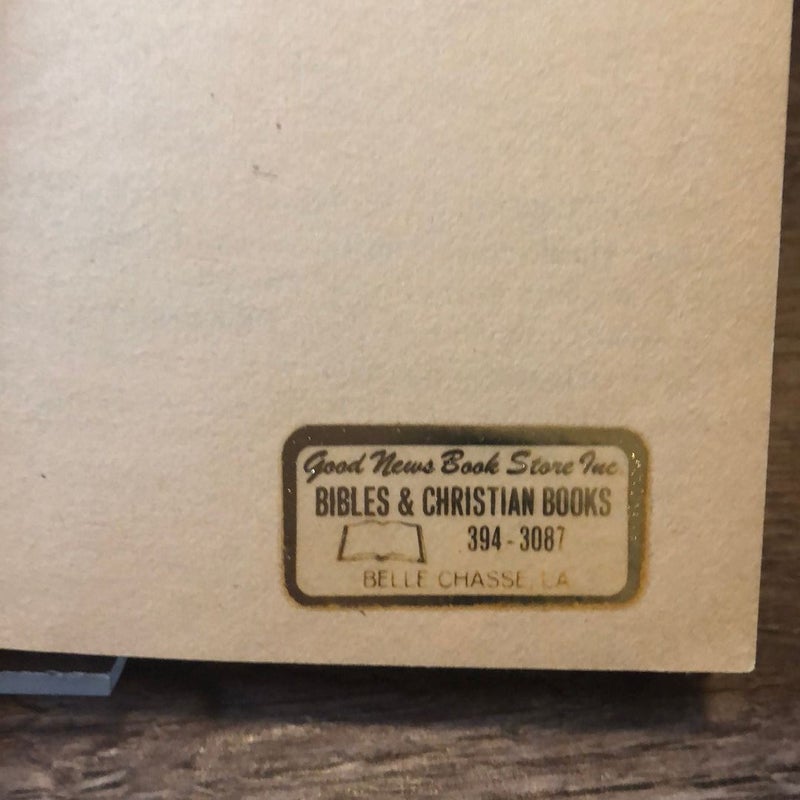 Good News Book Store Inc
BIBLES & CHRISTIAN BOOKS
394-3087
BELLE CHASSE, LA